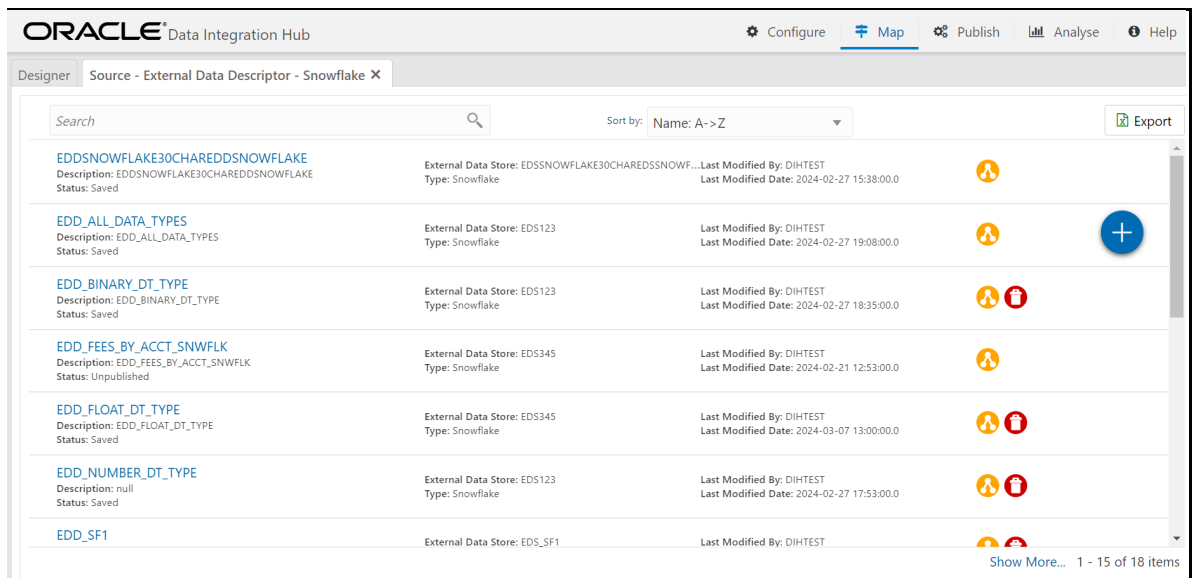 ORACLE® Data Integration Hub
Configure Map Publish Analyse Help
Designer Source - External Data Descriptor - Snowflake ✕
Search Sort by: Name: A->Z Export
EDDSNOWFLAKE30CHAREDDSNOWFLAKE
Description: EDDSNOWFLAKE30CHAREDDSNOWFLAKE
Status: Saved
External Data Store: EDSSNOWFLAKE30CHAREDSSNOWF...
Type: Snowflake
Last Modified By: DIHTEST
Last Modified Date: 2024-02-27 15:38:00.0
EDD_ALL_DATA_TYPES
Description: EDD_ALL_DATA_TYPES
Status: Saved
External Data Store: EDS123
Type: Snowflake
Last Modified By: DIHTEST
Last Modified Date: 2024-02-27 19:08:00.0
EDD_BINARY_DT_TYPE
Description: EDD_BINARY_DT_TYPE
Status: Saved
External Data Store: EDS123
Type: Snowflake
Last Modified By: DIHTEST
Last Modified Date: 2024-02-27 18:35:00.0
EDD_FEES_BY_ACCT_SNWFLK
Description: EDD_FEES_BY_ACCT_SNWFLK
Status: Unpublished
External Data Store: EDS345
Type: Snowflake
Last Modified By: DIHTEST
Last Modified Date: 2024-02-21 12:53:00.0
EDD_FLOAT_DT_TYPE
Description: EDD_FLOAT_DT_TYPE
Status: Saved
External Data Store: EDS345
Type: Snowflake
Last Modified By: DIHTEST
Last Modified Date: 2024-03-07 13:00:00.0
EDD_NUMBER_DT_TYPE
Description: null
Status: Saved
External Data Store: EDS123
Type: Snowflake
Last Modified By: DIHTEST
Last Modified Date: 2024-02-27 17:53:00.0
EDD_SF1
External Data Store: EDS_SF1
Last Modified By: DIHTEST
Show More... 1 - 15 of 18 items